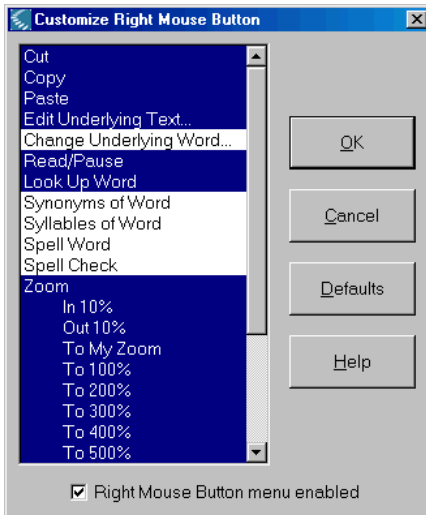 Customize Right Mouse Button
Cut
Copy
Paste
Edit Underlying Text...
Change Underlying Word...
Read/Pause
Look Up Word
Synonyms of Word
Syllables of Word
Spell Word
Spell Check
Zoom
In 10%
Out 10%
To My Zoom
To 100%
To 200%
To 300%
To 400%
To 500%
OK
Cancel
Defaults
Help
Right Mouse Button menu enabled